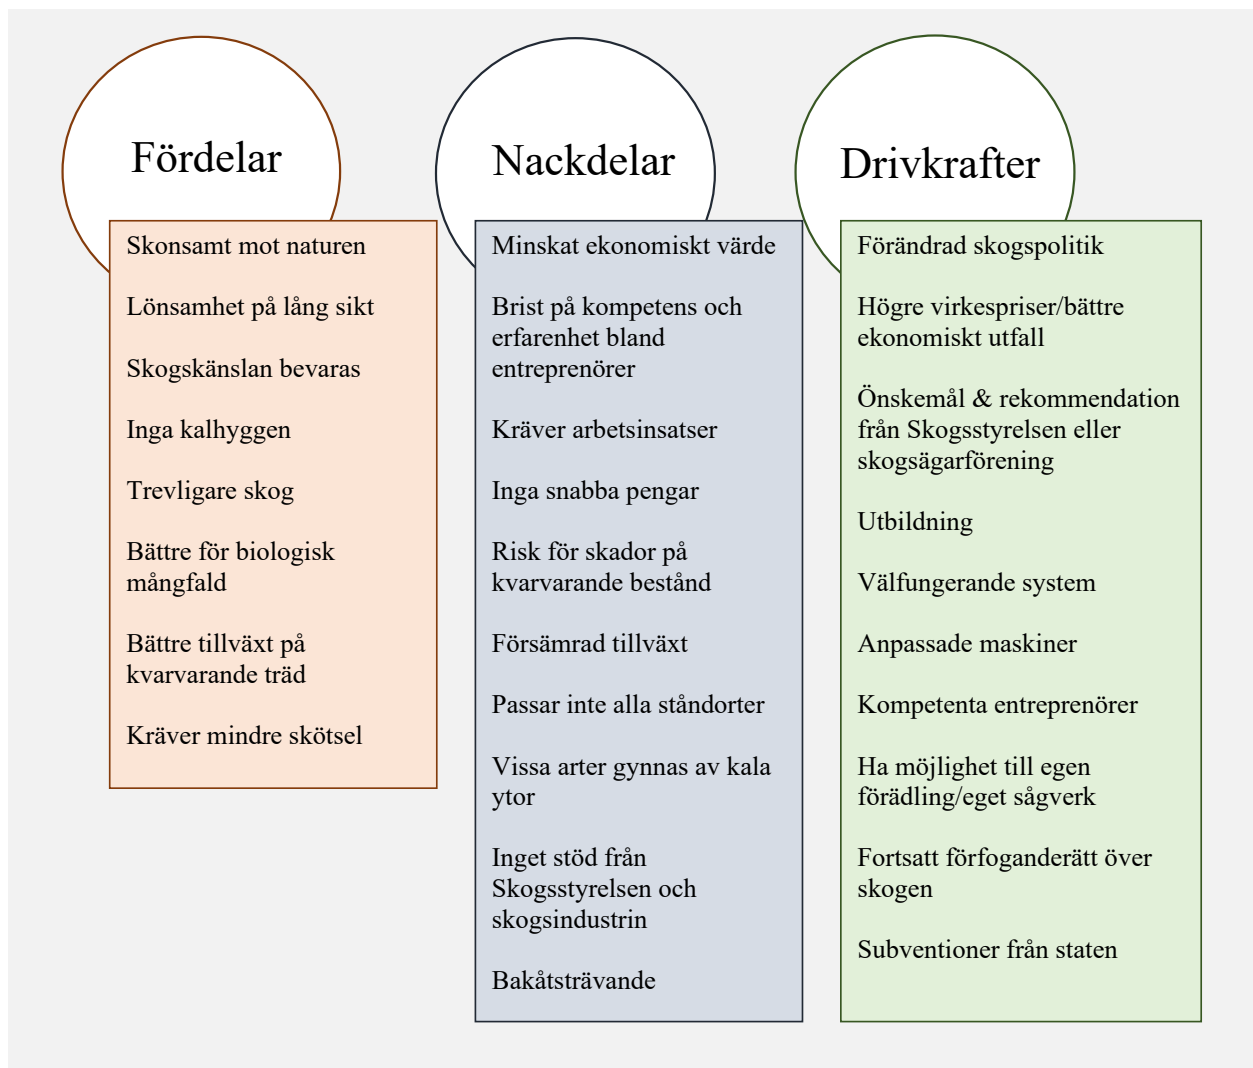 Fördelar
Skonsamt mot naturen
Lönsamhet på lång sikt
Skogskänslan bevaras
Inga kalhyggen
Trevligare skog
Bättre för biologisk
mångfald
Bättre tillväxt på
kvarvarande träd
Kräver mindre skötsel
Nackdelar
Minskat ekonomiskt värde
Brist på kompetens och
erfarenhet bland
entreprenörer
Kräver arbetsinsatser
Inga snabba pengar
Risk för skador på
kvarvarande bestånd
Försämrad tillväxt
Passar inte alla ståndorter
Vissa arter gynnas av kala
ytor
Inget stöd från
Skogsstyrelsen och
skogsindustrin
Bakåtsträvande
Drivkrafter
Förändrad skogspolitik
Högre virkespriser/bättre
ekonomiskt utfall
Önskemål & rekommendation
från Skogsstyrelsen eller
skogsägarförening
Utbildning
Välfungerande system
Anpassade maskiner
Kompetenta entreprenörer
Ha möjlighet till egen
förädling/eget sågverk
Fortsatt förfoganderätt över
skogen
Subventioner från staten